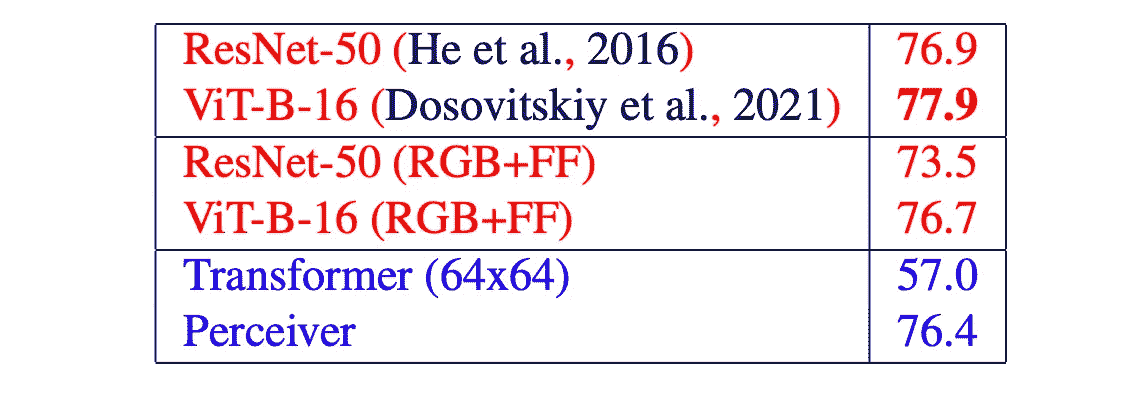 ResNet-50 (He et al., 2016) 76.9
ViT-B-16 (Dosovitskiy et al., 2021) 77.9
ResNet-50 (RGB+FF) 73.5
ViT-B-16 (RGB+FF) 76.7
Transformer (64x64) 57.0
Perceiver 76.4